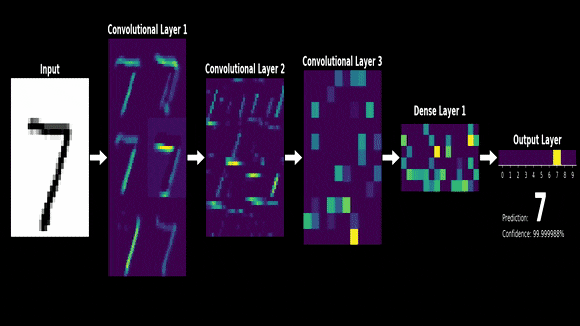 Input
Convolutional Layer 1
Convolutional Layer 2
Convolutional Layer 3
Dense Layer 1
Output Layer
0 1 2 3 4 5 6 7 8 9
Prediction: 7
Confidence: 99.999988%